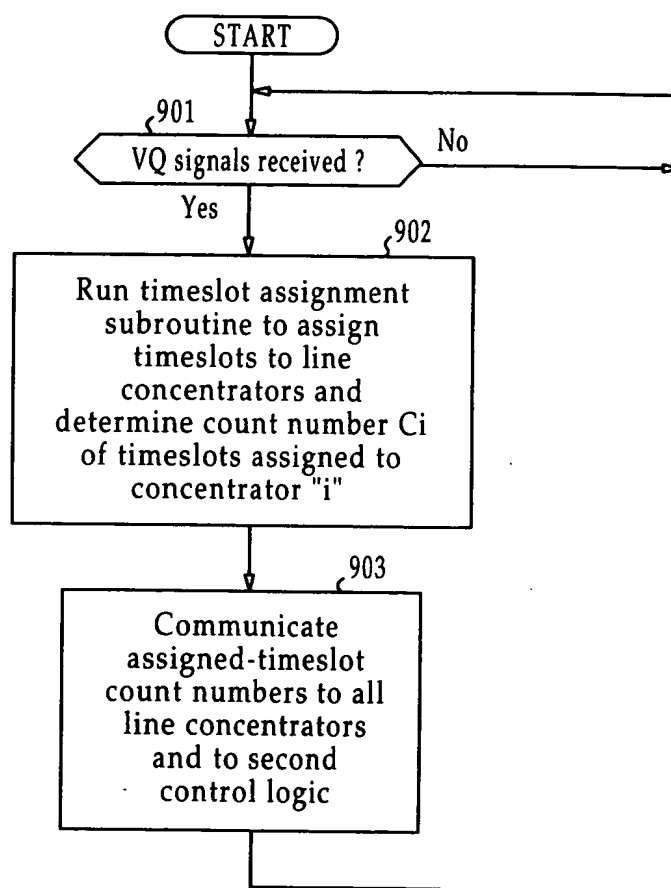 START
901
VQ signals received ?
No
Yes
902
Run timeslot assignment
subroutine to assign
timeslots to line
concentrators and
determine count number Ci
of timeslots assigned to
concentrator "i"
903
Communicate
assigned-timeslot
count numbers to all
line concentrators
and to second
control logic